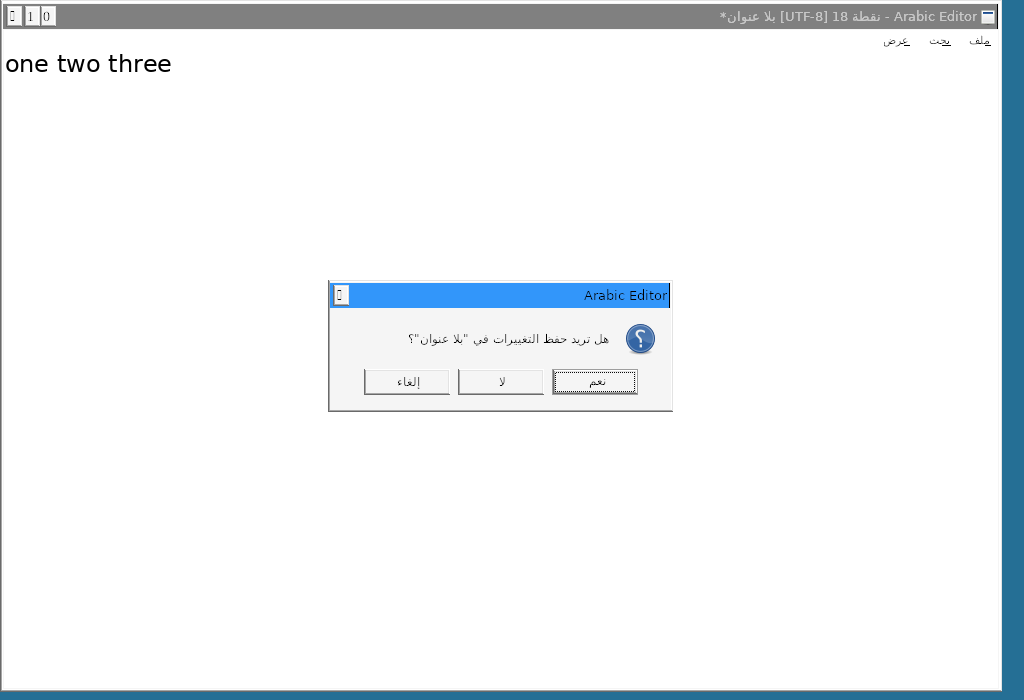 Arabic Editor - نقطة 18 [UTF-8] بلا عنوان*
ملف بحث عرض
one two three
Arabic Editor
هل تريد حفظ التغييرات في "بلا عنوان"؟
نعم لا إلغاء